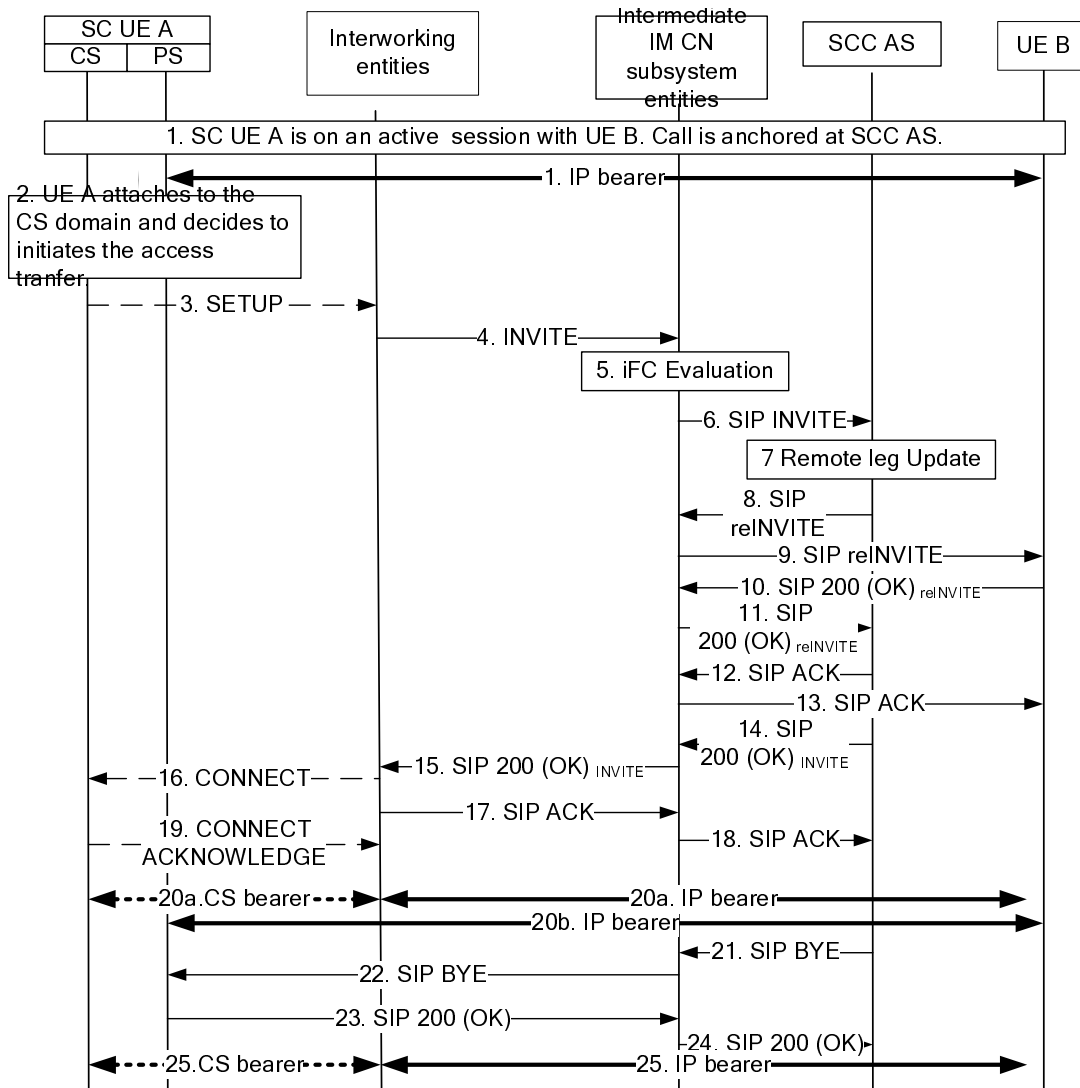 SC UE A
CS
PS
Interworking
entities
Intermediate
IM CN
subsystem
entities
SCC AS
UE B
1. SC UE A is on an active session with UE B. Call is anchored at SCC AS.
1. IP bearer
2. UE A attaches to the
CS domain and decides to
initiates the access
tranfer.
3. SETUP
4. INVITE
5. iFC Evaluation
6. SIP INVITE
7 Remote leg Update
8. SIP
reINVITE
9. SIP reINVITE
10. SIP 200 (OK) reINVITE
11. SIP
200 (OK) reINVITE
12. SIP ACK
13. SIP ACK
14. SIP
200 (OK) INVITE
15. SIP 200 (OK) INVITE
16. CONNECT
17. SIP ACK
19. CONNECT
ACKNOWLEDGE
18. SIP ACK
20a.CS bearer
20a. IP bearer
20b. IP bearer
21. SIP BYE
22. SIP BYE
23. SIP 200 (OK)
24. SIP 200 (OK)
25.CS bearer
25. IP bearer